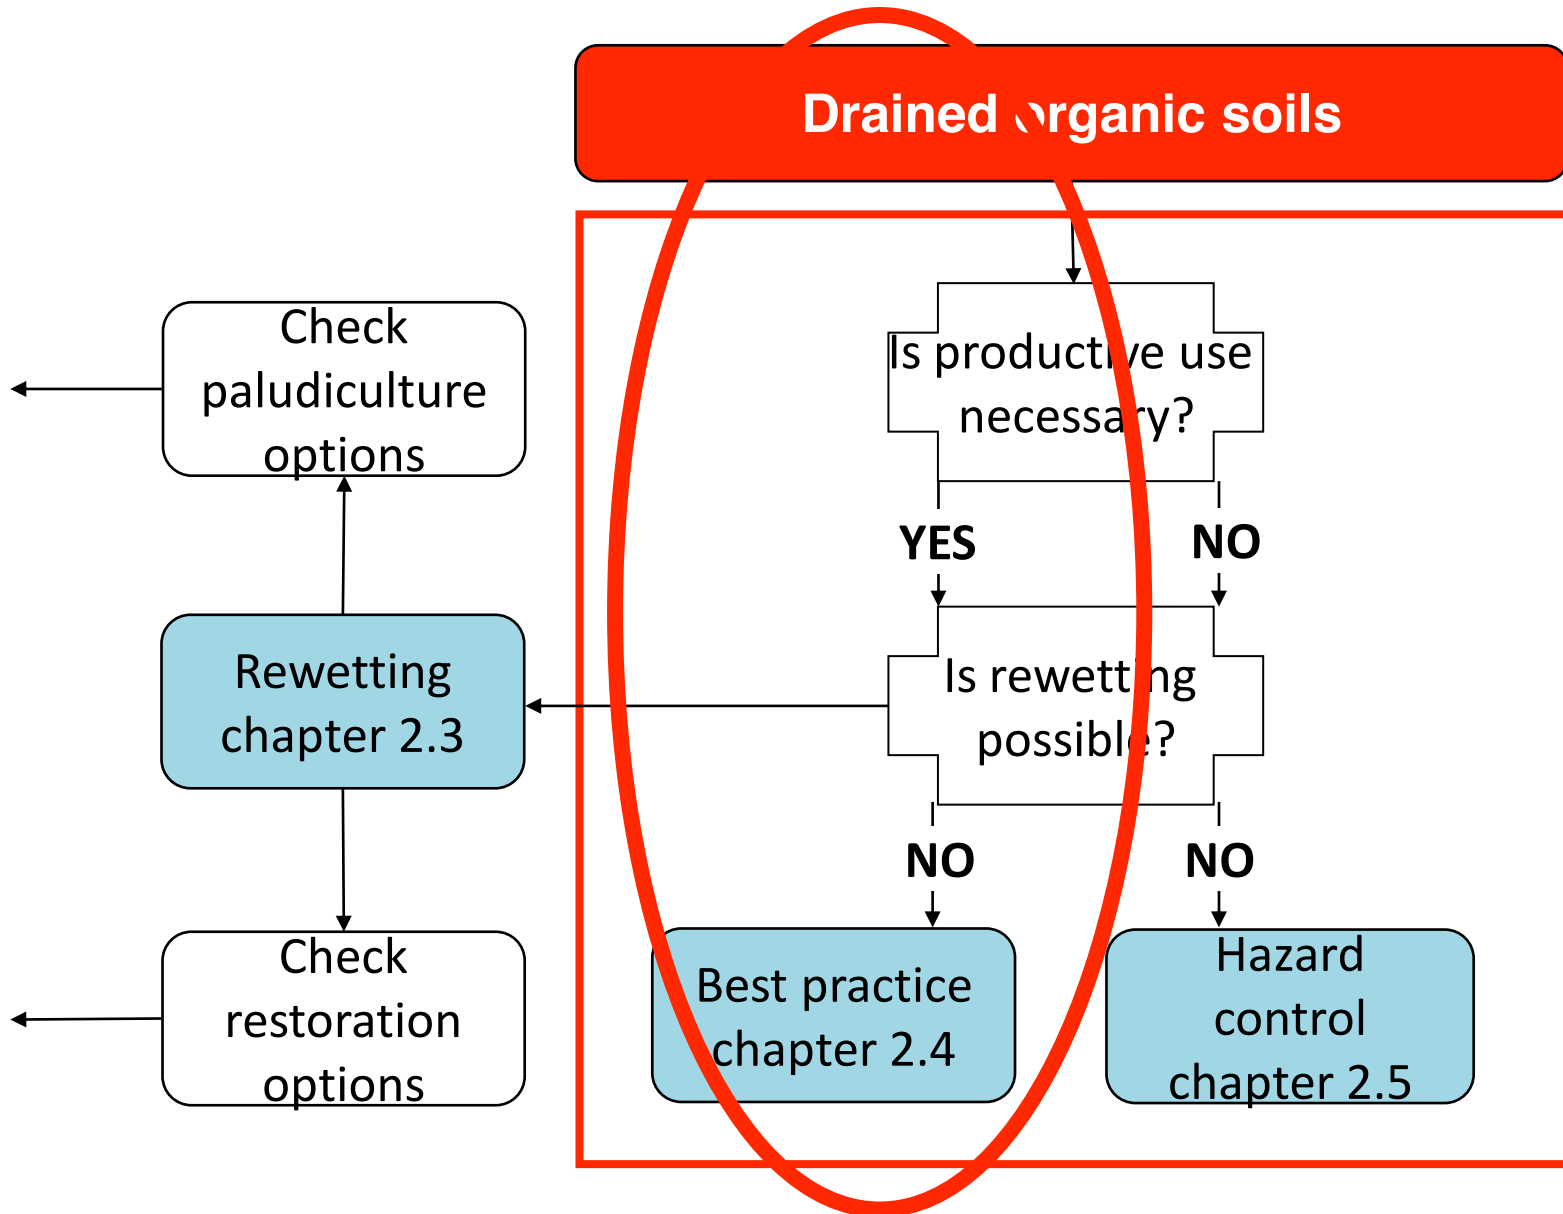 Drained organic soils
Is productive use
necessary?
YES
NO
Is rewetting
possible?
NO
NO
Best practice
chapter 2.4
Hazard
control
chapter 2.5
Rewetting
chapter 2.3
Check
paludiculture
options
Check
restoration
options